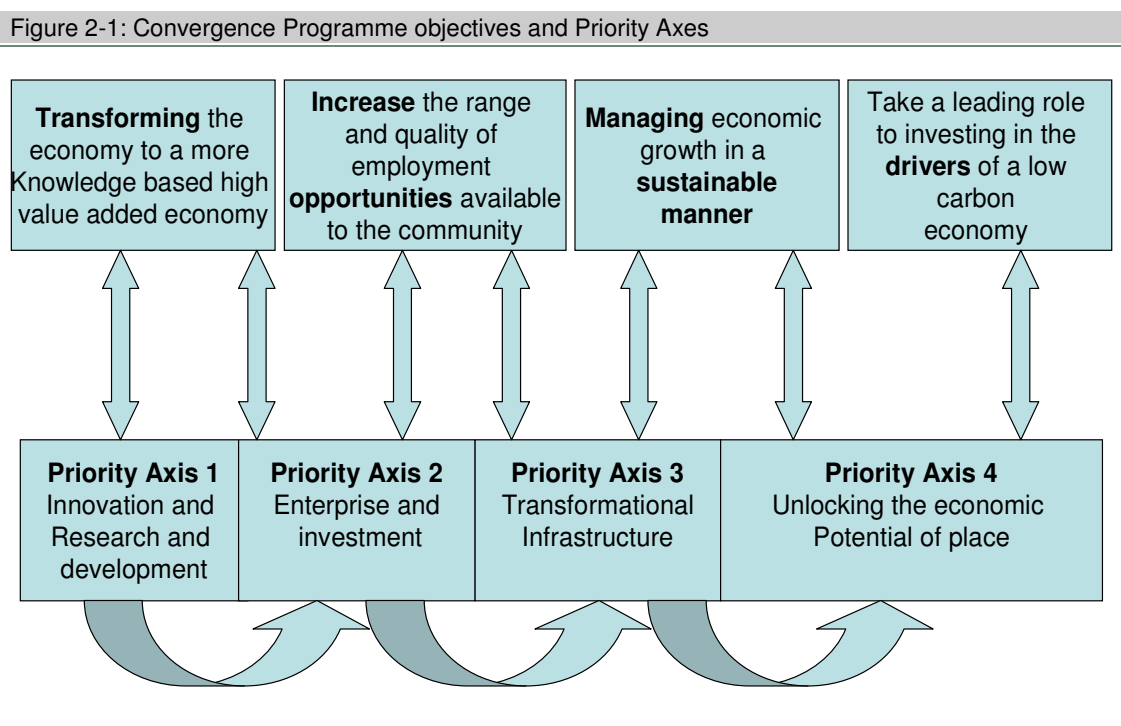 Figure 2-1: Convergence Programme objectives and Priority Axes
Transforming the
economy to a more
Knowledge based high
value added economy
Increase the range
and quality of
employment
opportunities available
to the community
Managing economic
growth in a
sustainable
manner
Take a leading role
to investing in the
drivers of a low
carbon
economy
Priority Axis 1
Innovation and
Research and
development
Priority Axis 2
Enterprise and
investment
Priority Axis 3
Transformational
Infrastructure
Priority Axis 4
Unlocking the economic
Potential of place